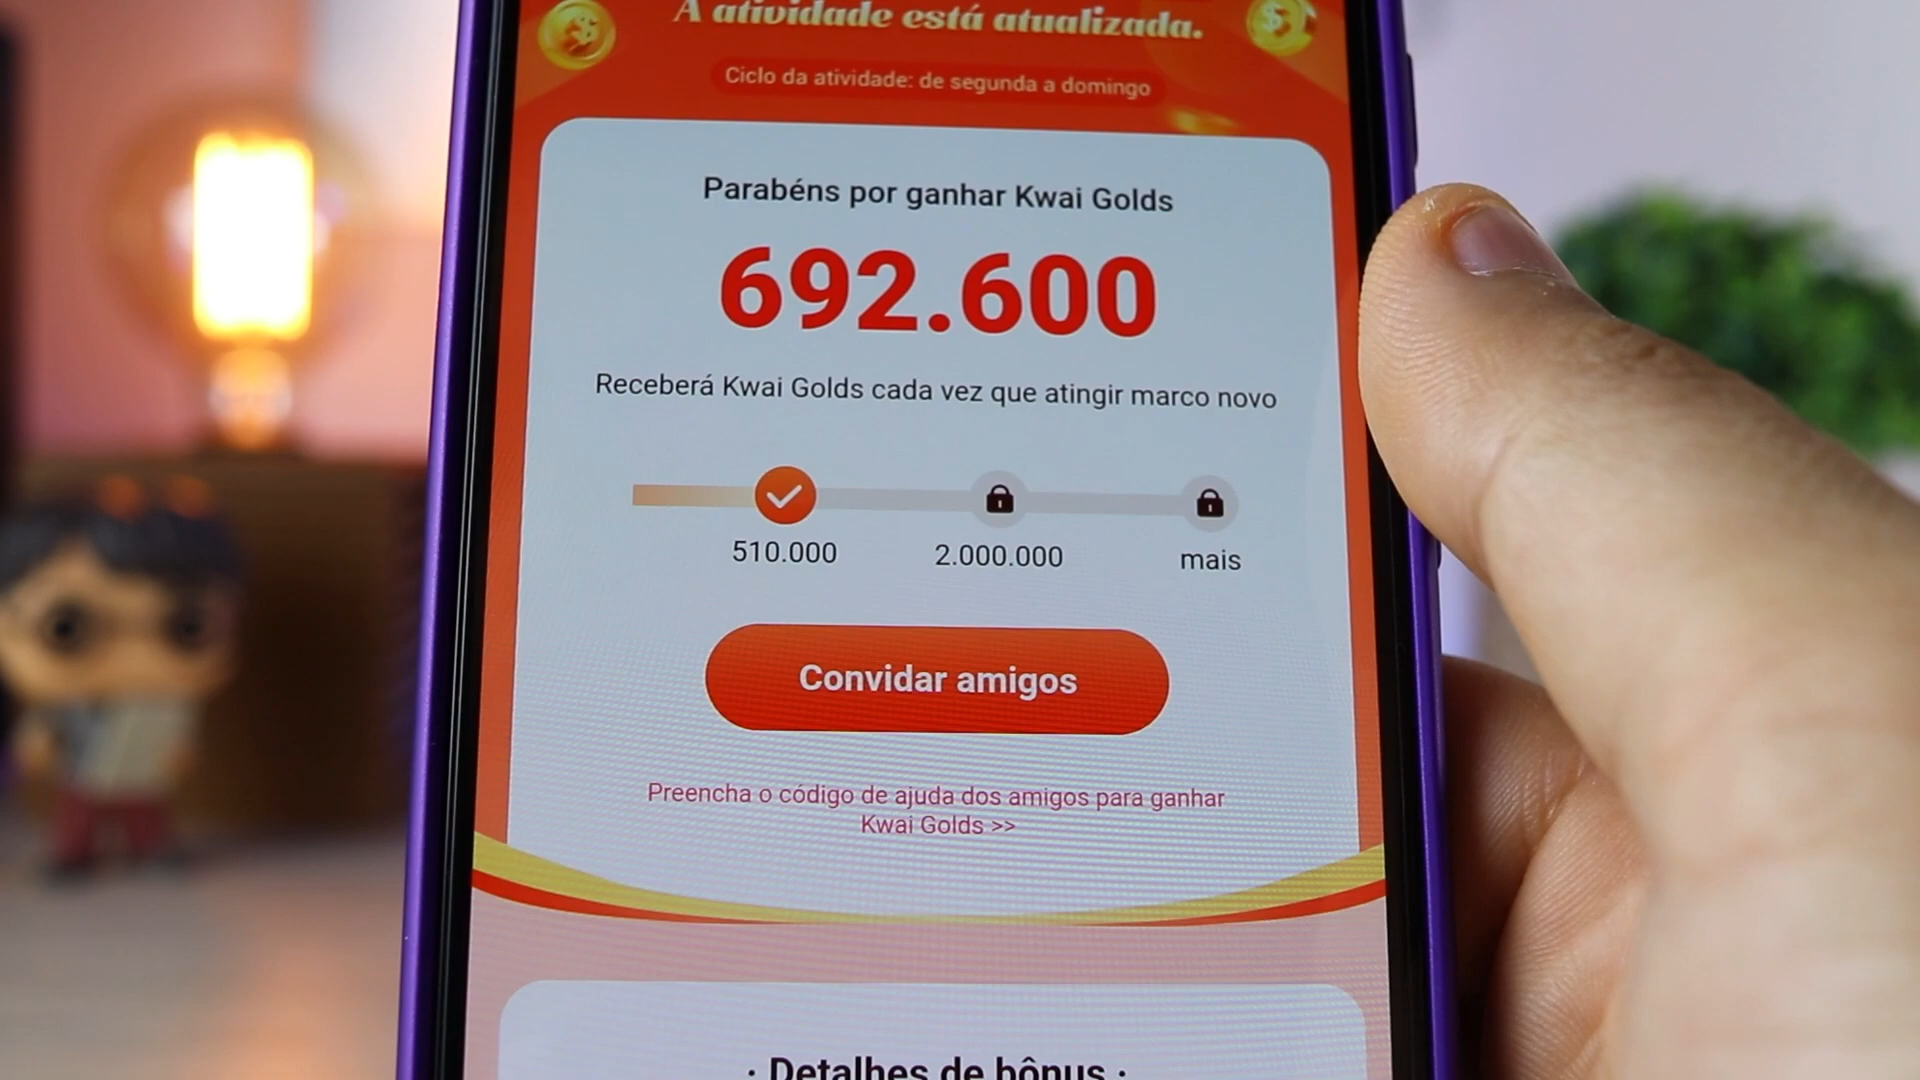 A atividade está atualizada.
Ciclo da atividade: de segunda a domingo
Parabéns por ganhar Kwai Golds
692.600
Receberá Kwai Golds cada vez que atingir marco novo
510.000
2.000.000
mais
Convidar amigos
Preencha o código de ajuda dos amigos para ganhar
Kwai Golds >>
· Detalhes de bônus ·